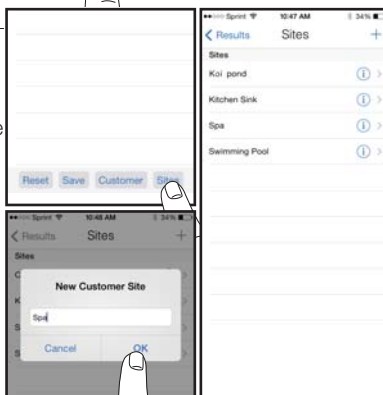 Reset Save Customer Sites
Sprint 10:48 AM 34%
Results Sites +
Sites
New Customer Site
Spa
Cancel OK
Sprint 10:47 AM 34%
Results Sites +
Sites
Koi pond
Kitchen Sink
Spa
Swimming Pool